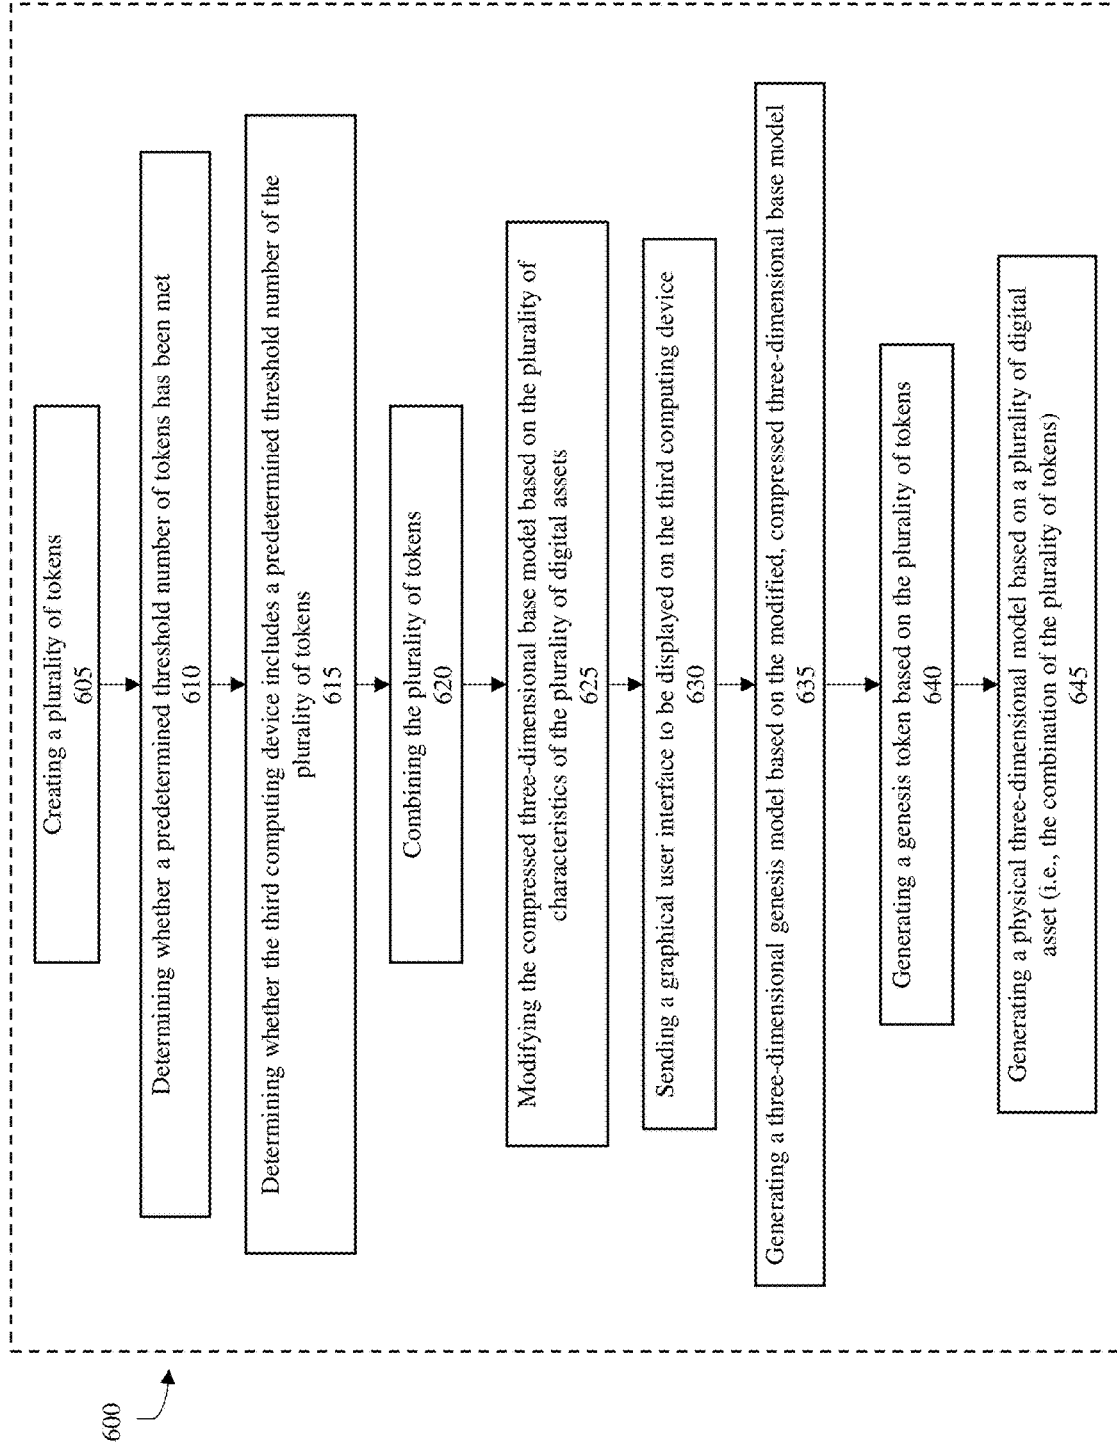 600
Creating a plurality of tokens
605
Determining whether a predetermined threshold number of tokens has been met
610
Determining whether the third computing device includes a predetermined threshold number of the
plurality of tokens
615
Combining the plurality of tokens
620
Modifying the compressed three-dimensional base model based on the plurality of
characteristics of the plurality of digital assets
625
Sending a graphical user interface to be displayed on the third computing device
630
Generating a three-dimensional genesis model based on the modified, compressed three-dimensional base model
635
Generating a genesis token based on the plurality of tokens
640
Generating a physical three-dimensional model based on a plurality of digital
asset (i.e., the combination of the plurality of tokens)
645